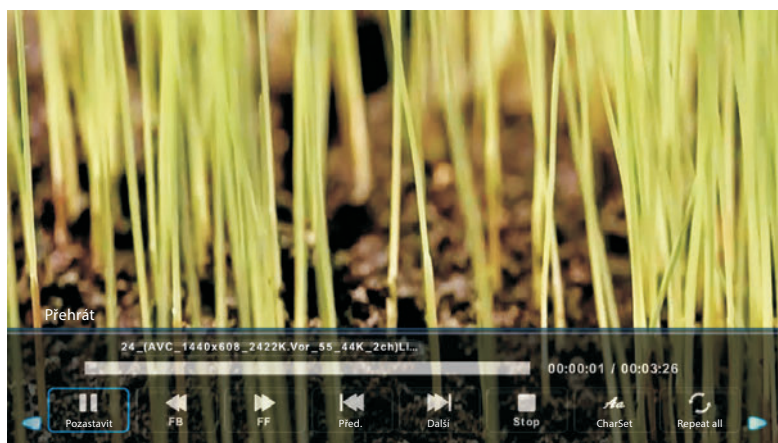 Přehrát
24_(AVC_1440x608_2422K.Vor_55_44K_2ch)LI...
00:00:01 / 00:03:26
Pozastavit FB FF Před. Další Stop CharSet Repeat all